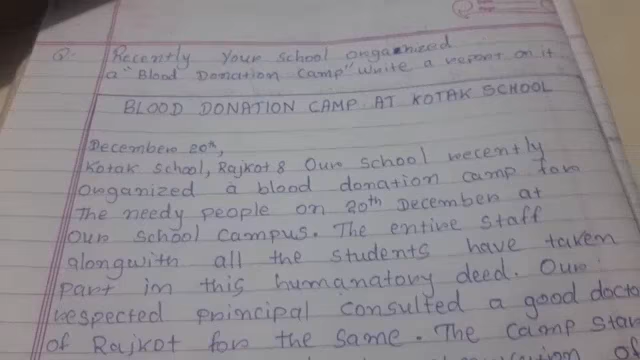 Q. Recently Your School organized
a "Blood Donation Camp" Write a report on it.
BLOOD DONATION CAMP AT KOTAK SCHOOL
December 20th,
Kotak School, Rajkot : Our School recently
organized a blood donation camp for
The needy people on 20th December at
Our School Campus. The entire Staff
alongwith all the students have taken
part in this humanatory deed. Our
respected principal consulted a good docto
of Rajkot for the same. The camp star